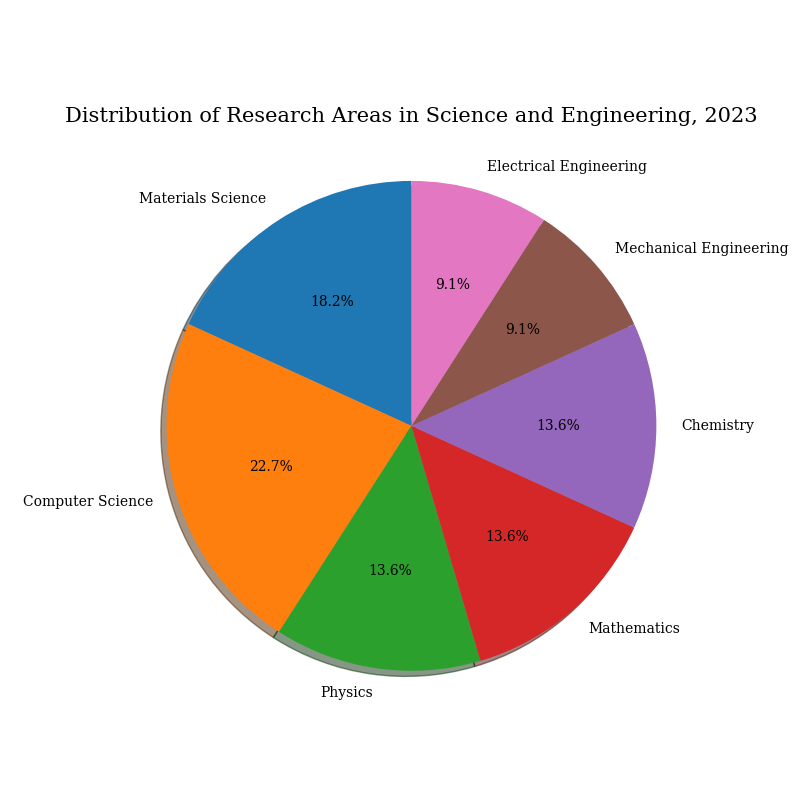 Distribution of Research Areas in Science and Engineering, 2023
Electrical Engineering
Materials Science
Mechanical Engineering
9.1%
18.2%
9.1%
Chemistry
13.6%
22.7%
Computer Science
13.6%
13.6%
Mathematics
Physics